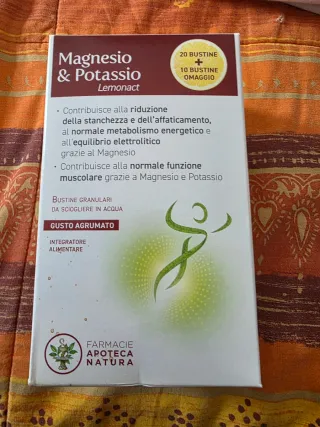 Magnesio
& Potassio
Lemonact
20 BUSTINE
+
10 BUSTINE
OMAGGIO
• Contribuisce alla riduzione
della stanchezza e dell'affaticamento,
al normale metabolismo energetico e
all'equilibrio elettrolitico
grazie al Magnesio
• Contribuisce alla normale funzione
muscolare grazie a Magnesio e Potassio
BUSTINE GRANULARI
DA SCIOGLIERE IN ACQUA
GUSTO AGRUMATO
INTEGRATORE
ALIMENTARE
FARMACIE
APOTECA
NATURA